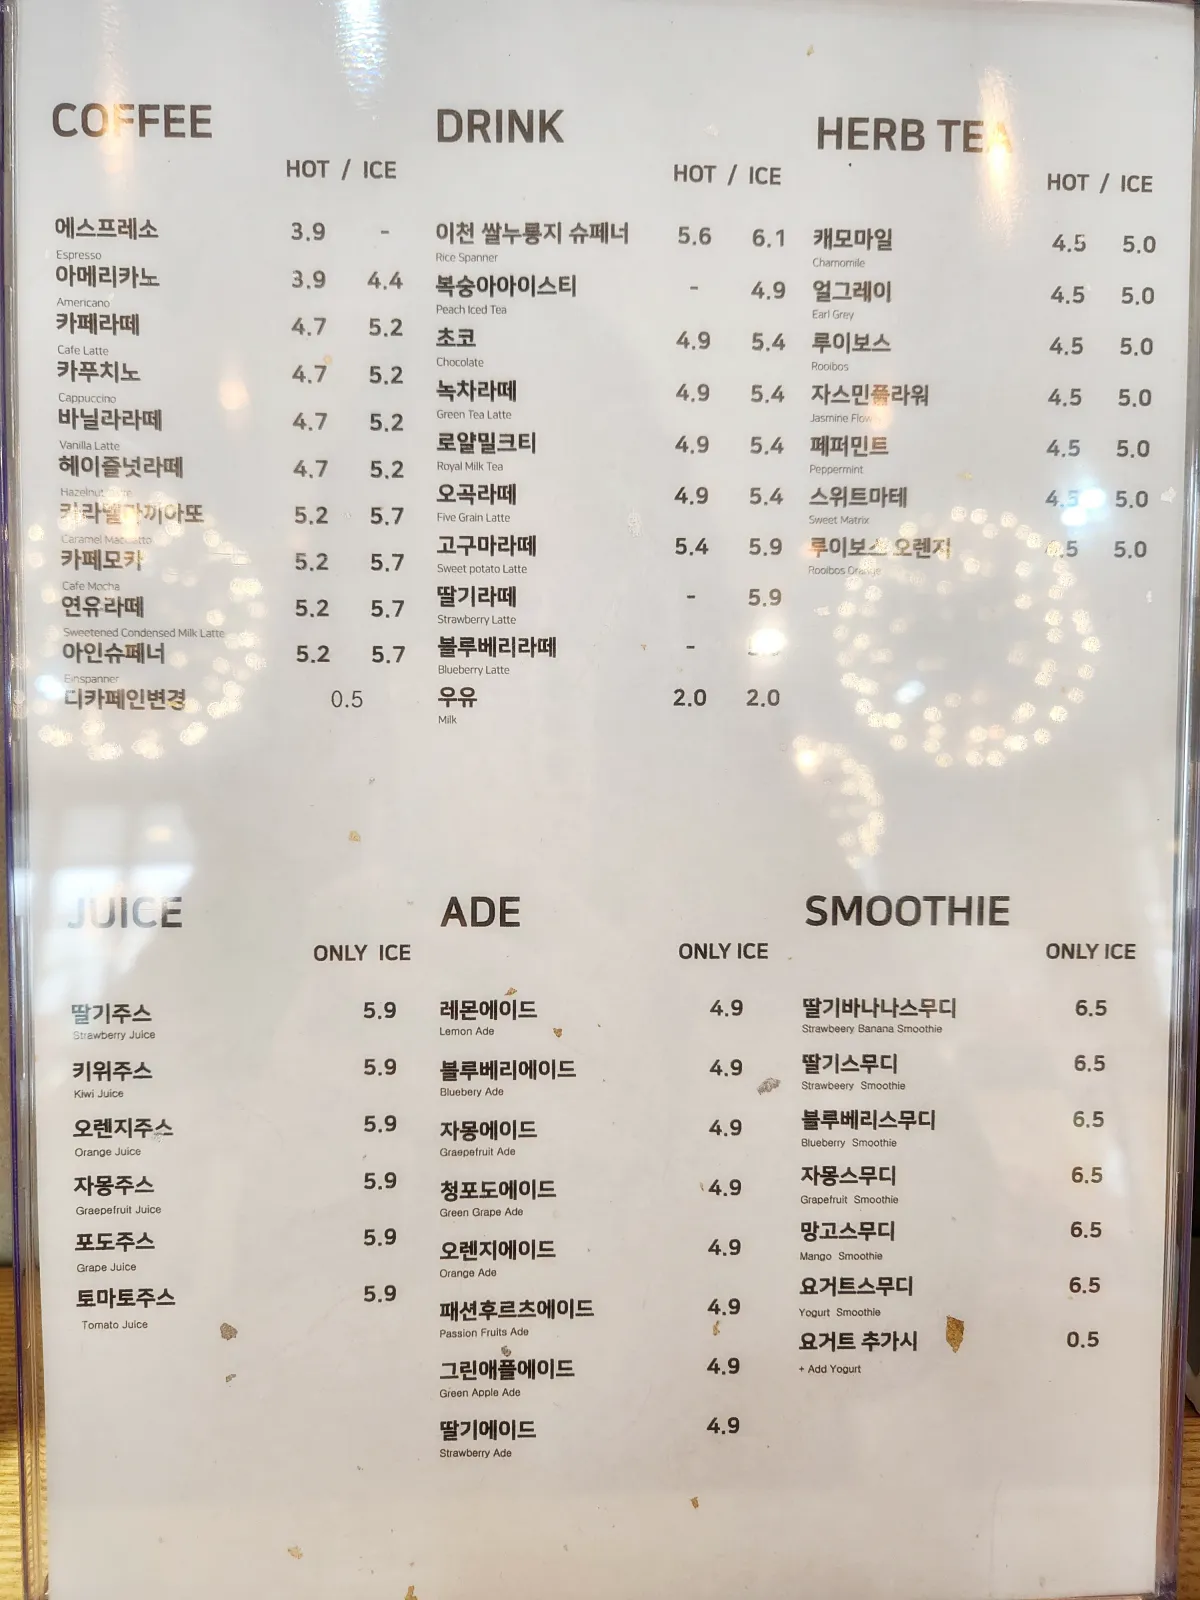 COFFEE
HOT / ICE
에스프레소 3.9 -
Espresso
아메리카노 3.9 4.4
Americano
카페라떼 4.7 5.2
Cafe Latte
카푸치노 4.7 5.2
Cappuccino
바닐라라떼 4.7 5.2
Vanilla Latte
헤이즐넛라떼 4.7 5.2
Hazelnut
카라멜마끼아또 5.2 5.7
Caramel Macchiatto
카페모카 5.2 5.7
Cafe Mocha
연유라떼 5.2 5.7
Sweetened Condensed Milk Latte
아인슈페너 5.2 5.7
Einspanner
디카페인변경 0.5
DRINK
HOT / ICE
이천 쌀누룽지 슈페너 5.6 6.1
Rice Spanner
복숭아아이스티 - 4.9
Peach Iced Tea
초코 4.9 5.4
Chocolate
녹차라떼 4.9 5.4
Green Tea Latte
로얄밀크티 4.9 5.4
Royal Milk Tea
오곡라떼 4.9 5.4
Five Grain Latte
고구마라떼 5.4 5.9
Sweet potato Latte
딸기라떼 - 5.9
Strawberry Latte
블루베리라떼 -
Blueberry Latte
우유 2.0 2.0
Milk
HERB TEA
HOT / ICE
캐모마일 4.5 5.0
Chamomile
얼그레이 4.5 5.0
Earl Grey
루이보스 4.5 5.0
Rooibos
자스민플라워 4.5 5.0
Jasmine Flow
페퍼민트 4.5 5.0
Peppermint
스위트마테 4.5 5.0
Sweet Matrix
루이보스 오렌지 5.0
Rooibos Orange
JUICE
ONLY ICE
딸기주스 5.9
Strawberry Juice
키위주스 5.9
Kiwi Juice
오렌지주스 5.9
Orange Juice
자몽주스 5.9
Graepefruit Juice
포도주스 5.9
Grape Juice
토마토주스 5.9
Tomato Juice
ADE
ONLY ICE
레몬에이드 4.9
Lemon Ade
블루베리에이드 4.9
Bluebery Ade
자몽에이드 4.9
Graepefruit Ade
청포도에이드 4.9
Green Grape Ade
오렌지에이드 4.9
Orange Ade
패션후르츠에이드 4.9
Passion Fruits Ade
그린애플에이드 4.9
Green Apple Ade
딸기에이드 4.9
Strawberry Ade
SMOOTHIE
ONLY ICE
딸기바나나스무디 6.5
Strawbeery Banana Smoothie
딸기스무디 6.5
Strawbeery Smoothie
블루베리스무디 6.5
Blueberry Smoothie
자몽스무디 6.5
Grapefruit Smoothie
망고스무디 6.5
Mango Smoothie
요거트스무디 6.5
Yogurt Smoothie
요거트 추가시 0.5
+ Add Yogurt